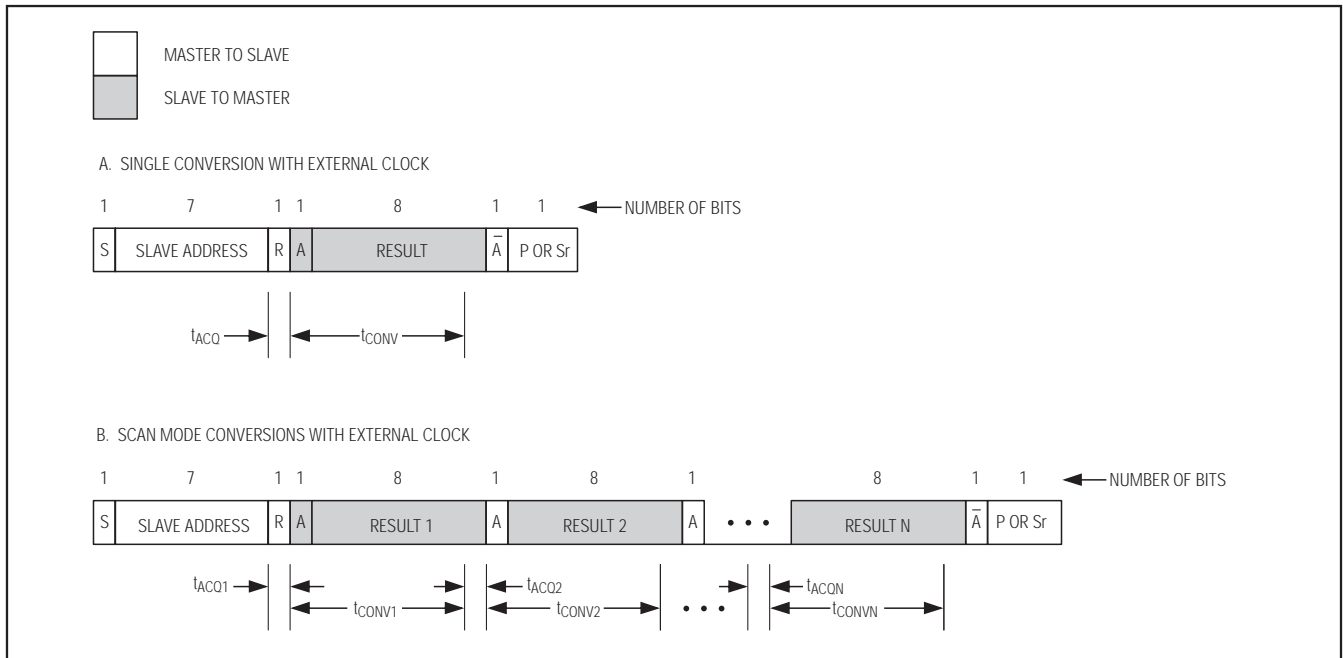 MASTER TO SLAVE
SLAVE TO MASTER
A. SINGLE CONVERSION WITH EXTERNAL CLOCK
1 7 1 1 8 1 1 NUMBER OF BITS
S SLAVE ADDRESS R A RESULT A̅ P OR Sr
tACQ tCONV
B. SCAN MODE CONVERSIONS WITH EXTERNAL CLOCK
1 7 1 1 8 1 8 1 8 1 1 NUMBER OF BITS
S SLAVE ADDRESS R A RESULT 1 A RESULT 2 A • • • RESULT N A̅ P OR Sr
tACQ1 tACQ2 tACQN
tCONV1 tCONV2 • • • tCONVN